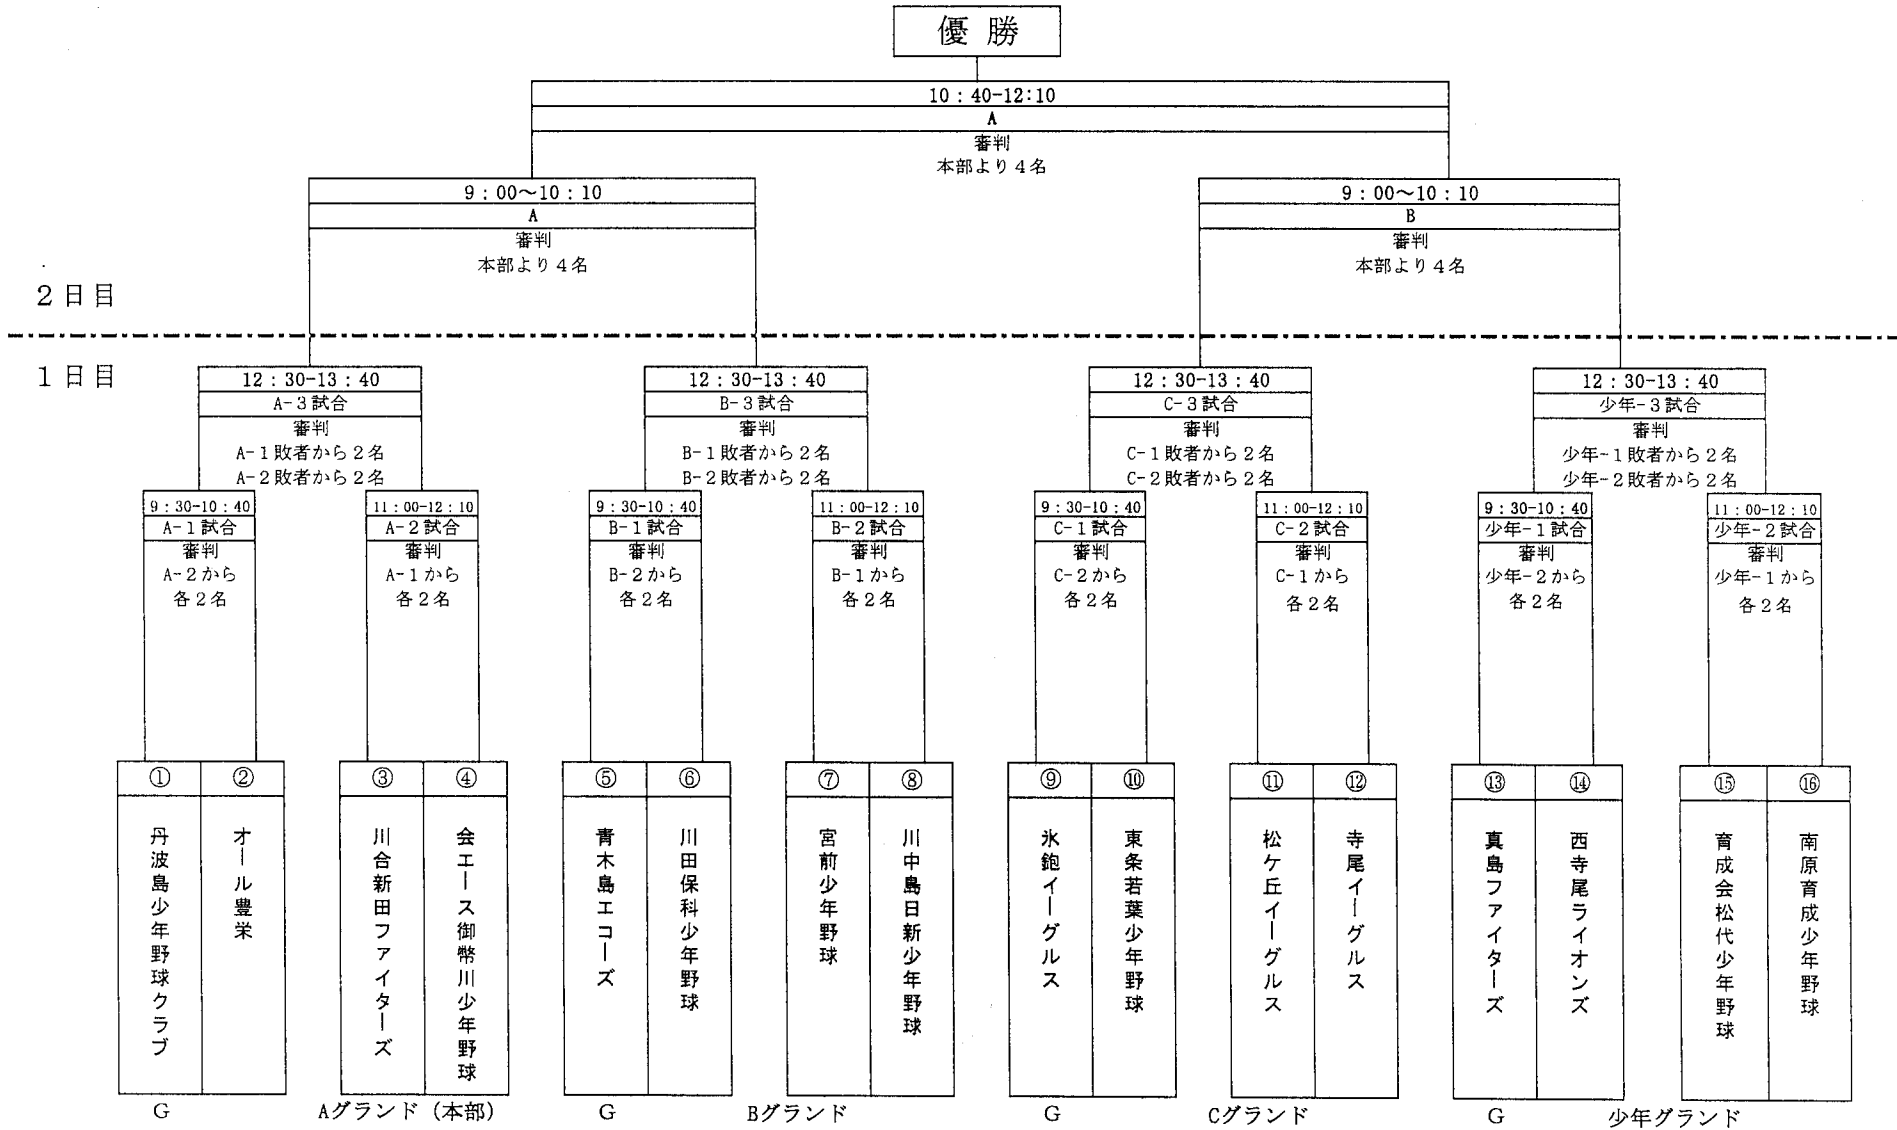 優 勝
10：40-12:10
A
審判
本部より４名
9：00～10：10
A
審判
本部より４名
9：00～10：10
B
審判
本部より４名
２日目
１日目
12：30-13：40
A-３試合
審判
A-１敗者から２名
A-２敗者から２名
12：30-13：40
B-３試合
審判
B-１敗者から２名
B-２敗者から２名
12：30-13：40
C-３試合
審判
C-１敗者から２名
C-２敗者から２名
12：30-13：40
少年-３試合
審判
少年-１敗者から２名
少年-２敗者から２名
9：30-10：40
A-１試合
審判
A-２から
各２名
11：00-12：10
A-２試合
審判
A-１から
各２名
9：30-10：40
B-１試合
審判
B-２から
各２名
11：00-12：10
B-２試合
審判
B-１から
各２名
9：30-10：40
C-１試合
審判
C-２から
各２名
11：00-12：10
C-２試合
審判
C-１から
各２名
9：30-10：40
少年-１試合
審判
少年-２から
各２名
11：00-12：10
少年-２試合
審判
少年-１から
各２名
①
丹波島少年野球クラブ
②
オール豊栄
③
川合新田ファイターズ
④
会エース御幣川少年野球
⑤
青木島エコーズ
⑥
川田保科少年野球
⑦
宮前少年野球
⑧
川中島日新少年野球
⑨
氷鉋イーグルス
⑩
東条若葉少年野球
⑪
松ケ丘イーグルス
⑫
寺尾イーグルス
⑬
真島ファイターズ
⑭
西寺尾ライオンズ
⑮
育成会松代少年野球
⑯
南原育成少年野球
G
Aグランド（本部）
G
Bグランド
G
Cグランド
G
少年グランド